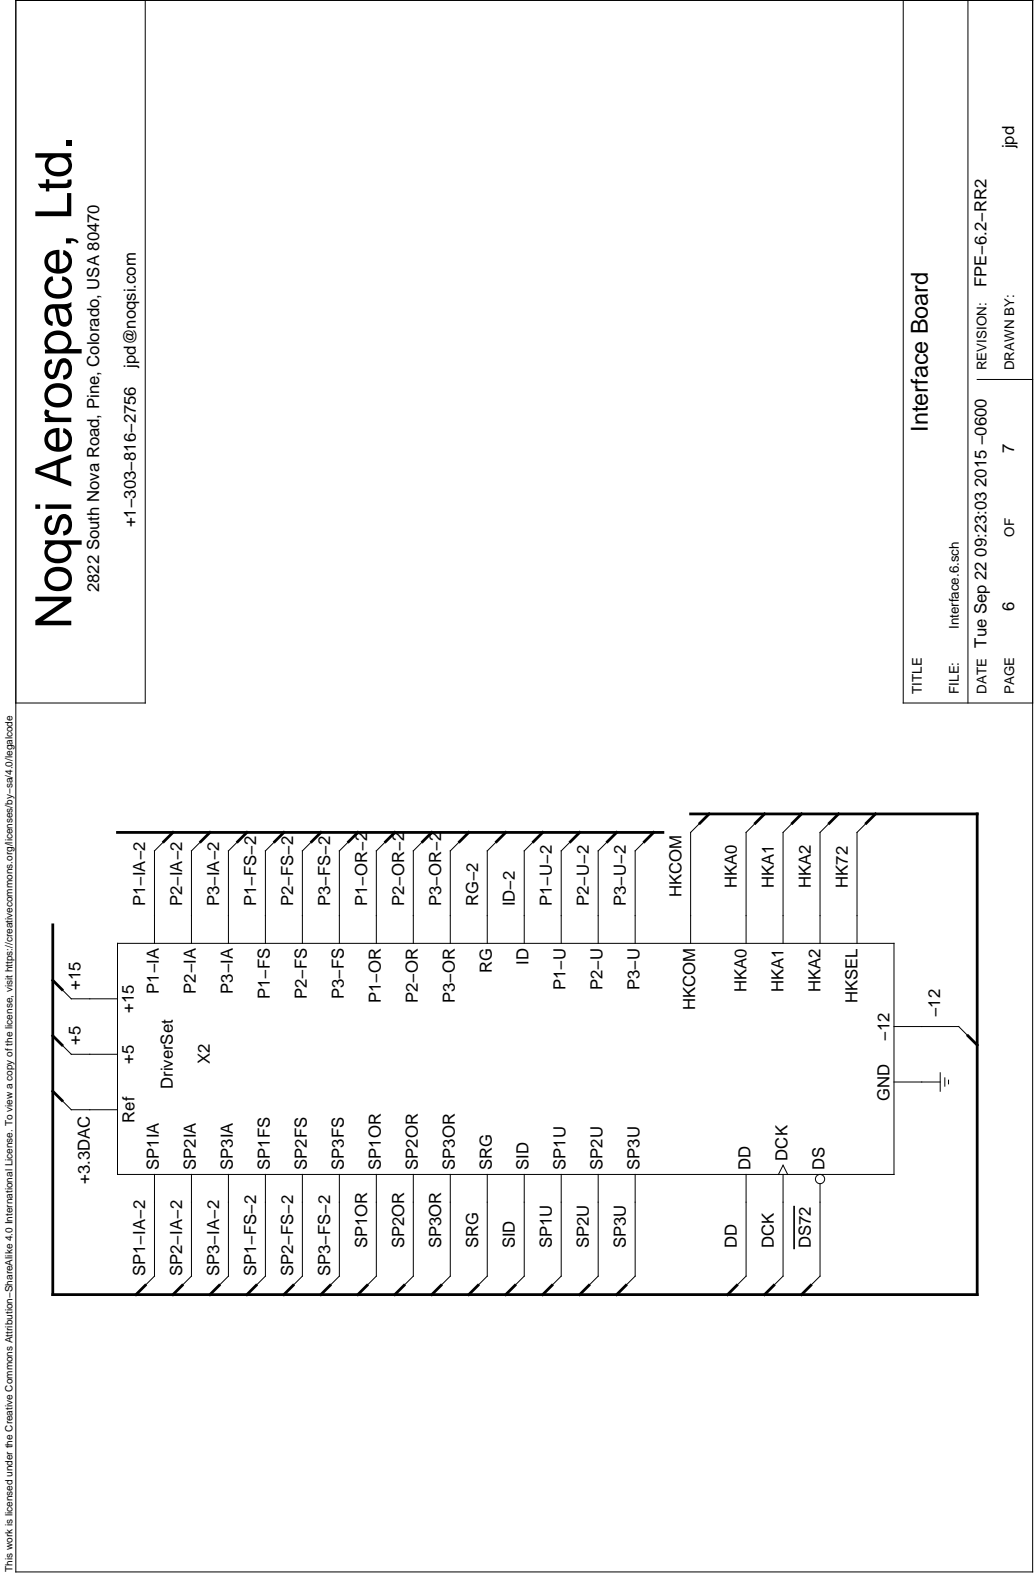 This work is licensed under the Creative Commons Attribution−ShareAlike 4.0 International License. To view a copy of the license, visit https://creativecommons.org/licenses/by−sa/4.0/legalcode
Noqsi Aerospace, Ltd.
2822 South Nova Road, Pine, Colorado, USA 80470
+1−303−816−2756 jpd@noqsi.com
+3.3DAC
+5
+15
Ref
+5
+15
DriverSet
X2
SP1−IA−2 SP1IA P1−IA P1−IA−2
SP2−IA−2 SP2IA P2−IA P2−IA−2
SP3−IA−2 SP3IA P3−IA P3−IA−2
SP1−FS−2 SP1FS P1−FS P1−FS−2
SP2−FS−2 SP2FS P2−FS P2−FS−2
SP3−FS−2 SP3FS P3−FS P3−FS−2
SP1OR SP1OR P1−OR P1−OR−2
SP2OR SP2OR P2−OR P2−OR−2
SP3OR SP3OR P3−OR P3−OR−2
SRG SRG RG RG−2
SID SID ID ID−2
SP1U SP1U P1−U P1−U−2
SP2U SP2U P2−U P2−U−2
SP3U SP3U P3−U P3−U−2
HKCOM HKCOM
DD DD HKA0 HKA0
DCK DCK HKA1 HKA1
DS72 DS HKA2 HKA2
HKSEL HK72
GND −12
−12
TITLE
Interface Board
FILE: Interface.6.sch
DATE Tue Sep 22 09:23:03 2015 −0600
REVISION: FPE−6.2−RR2
PAGE 6 OF 7
DRAWN BY: jpd